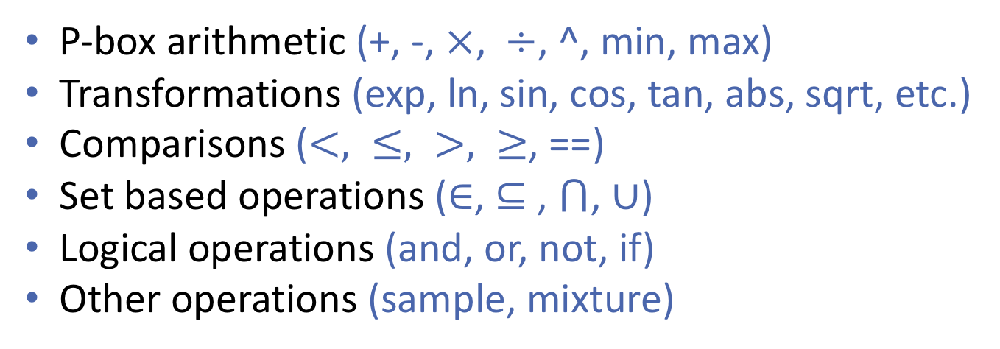 • P-box arithmetic (+, -, ×, ÷, ^, min, max)
• Transformations (exp, ln, sin, cos, tan, abs, sqrt, etc.)
• Comparisons (<, ≤, >, ≥, ==)
• Set based operations (∈, ⊆ , ∩, ∪)
• Logical operations (and, or, not, if)
• Other operations (sample, mixture)